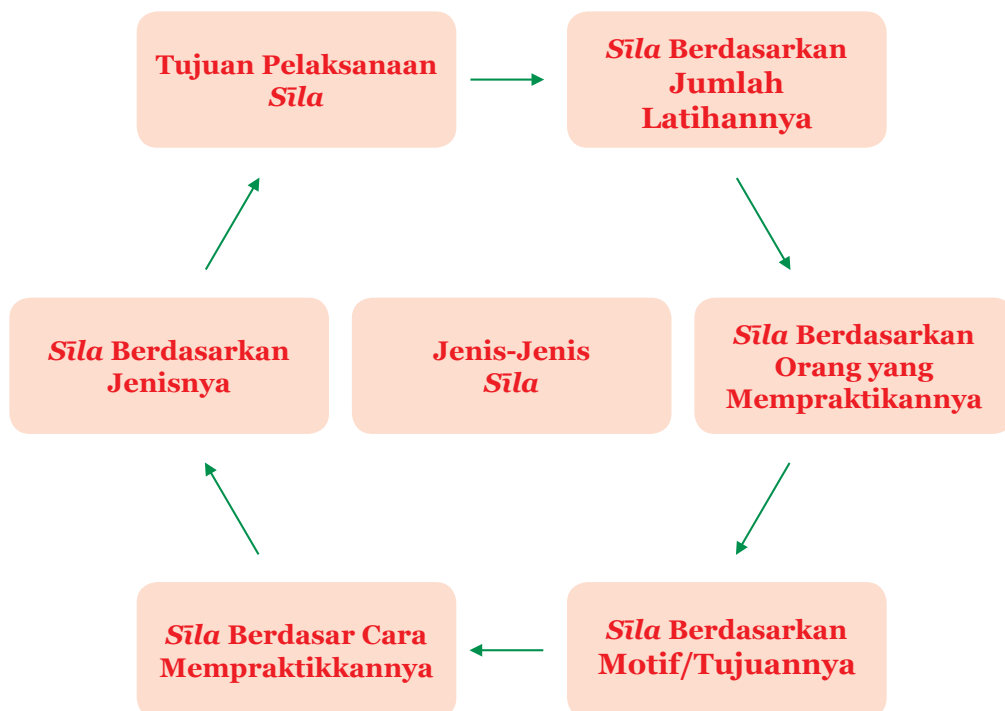 Tujuan Pelaksanaan
Sīla
Sīla Berdasarkan
Jumlah
Latihannya
Sīla Berdasarkan
Jenisnya
Jenis-Jenis
Sīla
Sīla Berdasarkan
Orang yang
Mempraktikannya
Sīla Berdasar Cara
Mempraktikkannya
Sīla Berdasarkan
Motif/Tujuannya